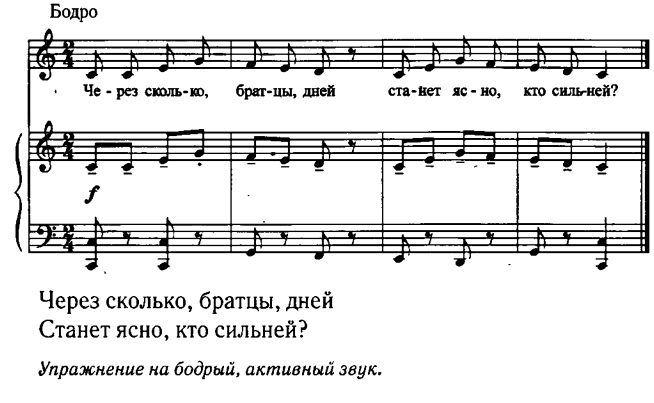 Бодро
Че - рез сколь-ко, брат-цы, дней ста-нет яс - но, кто силь-ней?
f
Через сколько, братцы, дней
Станет ясно, кто сильней?
Упражнение на бодрый, активный звук.